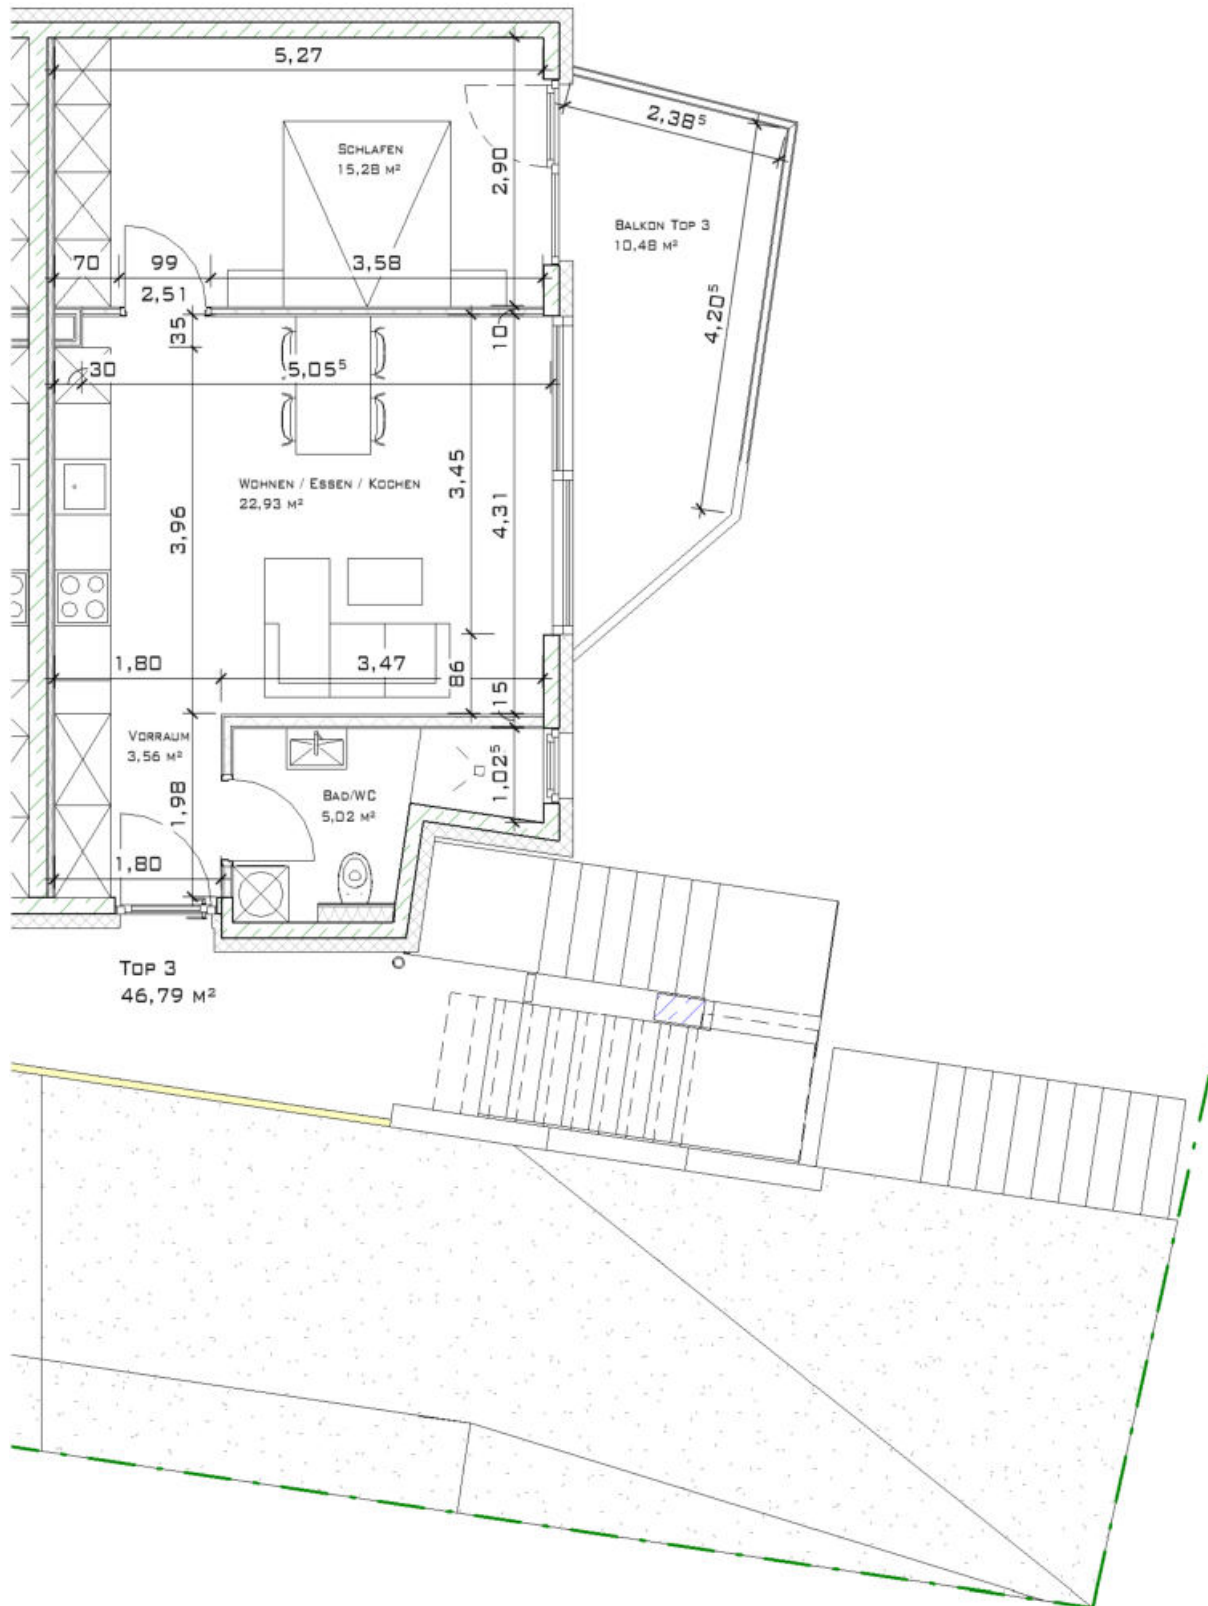 5,27
2,38⁵
SCHLAFEN
15,28 M²
2,90
BALKON TOP 3
10,48 M²
70
99
3,58
2,51
4,20⁵
35
10
30
5,05⁵
WOHNEN / ESSEN / KOCHEN
22,93 M²
3,45
4,31
3,96
1,80
3,47
86
15
VORRAUM
3,56 M²
1,02⁵
BAD/WC
5,02 M²
1,98
1,80
TOP 3
46,79 M²